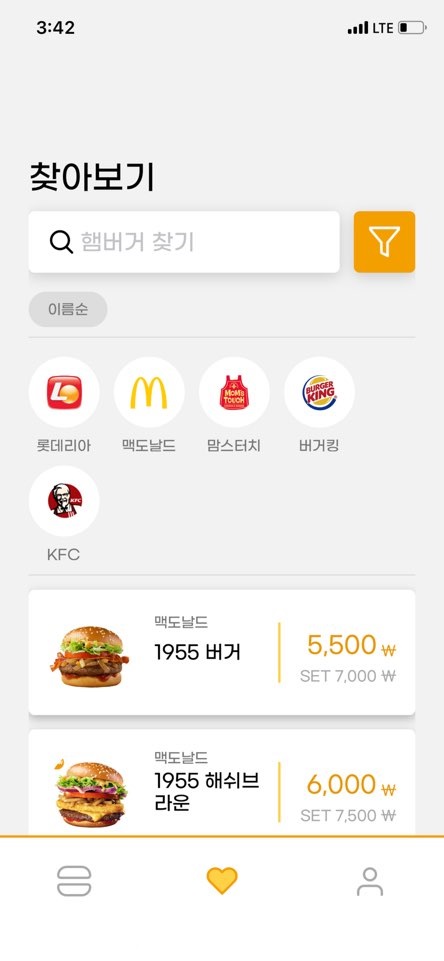 3:42
LTE
찾아보기
햄버거 찾기
이름순
MOM'S TOUCH
BURGER KING
롯데리아 맥도날드 맘스터치 버거킹
KFC
KFC
맥도날드
1955 버거
5,500 ₩
SET 7,000 ₩
맥도날드
1955 해쉬브
라운
6,000 ₩
SET 7,500 ₩